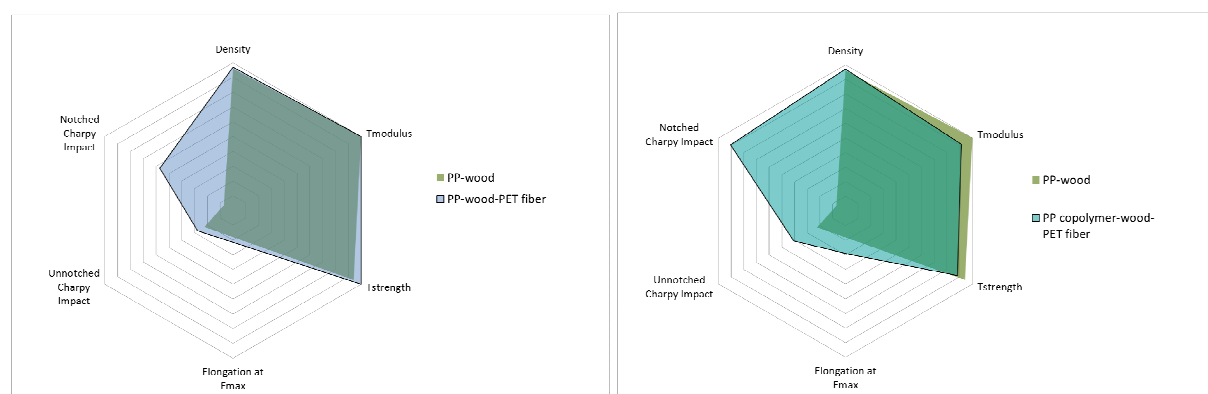 Density
Notched
Charpy
Impact
Tmodulus
PP-wood
PP-wood-PET fiber
Unnotched
Charpy
Impact
Tstrength
Elongation at
Fmax
Density
Notched
Charpy Impact
Tmodulus
PP-wood
PP copolymer-wood-
PET fiber
Unnotched
Charpy Impact
Tstrength
Elongation at
Fmax